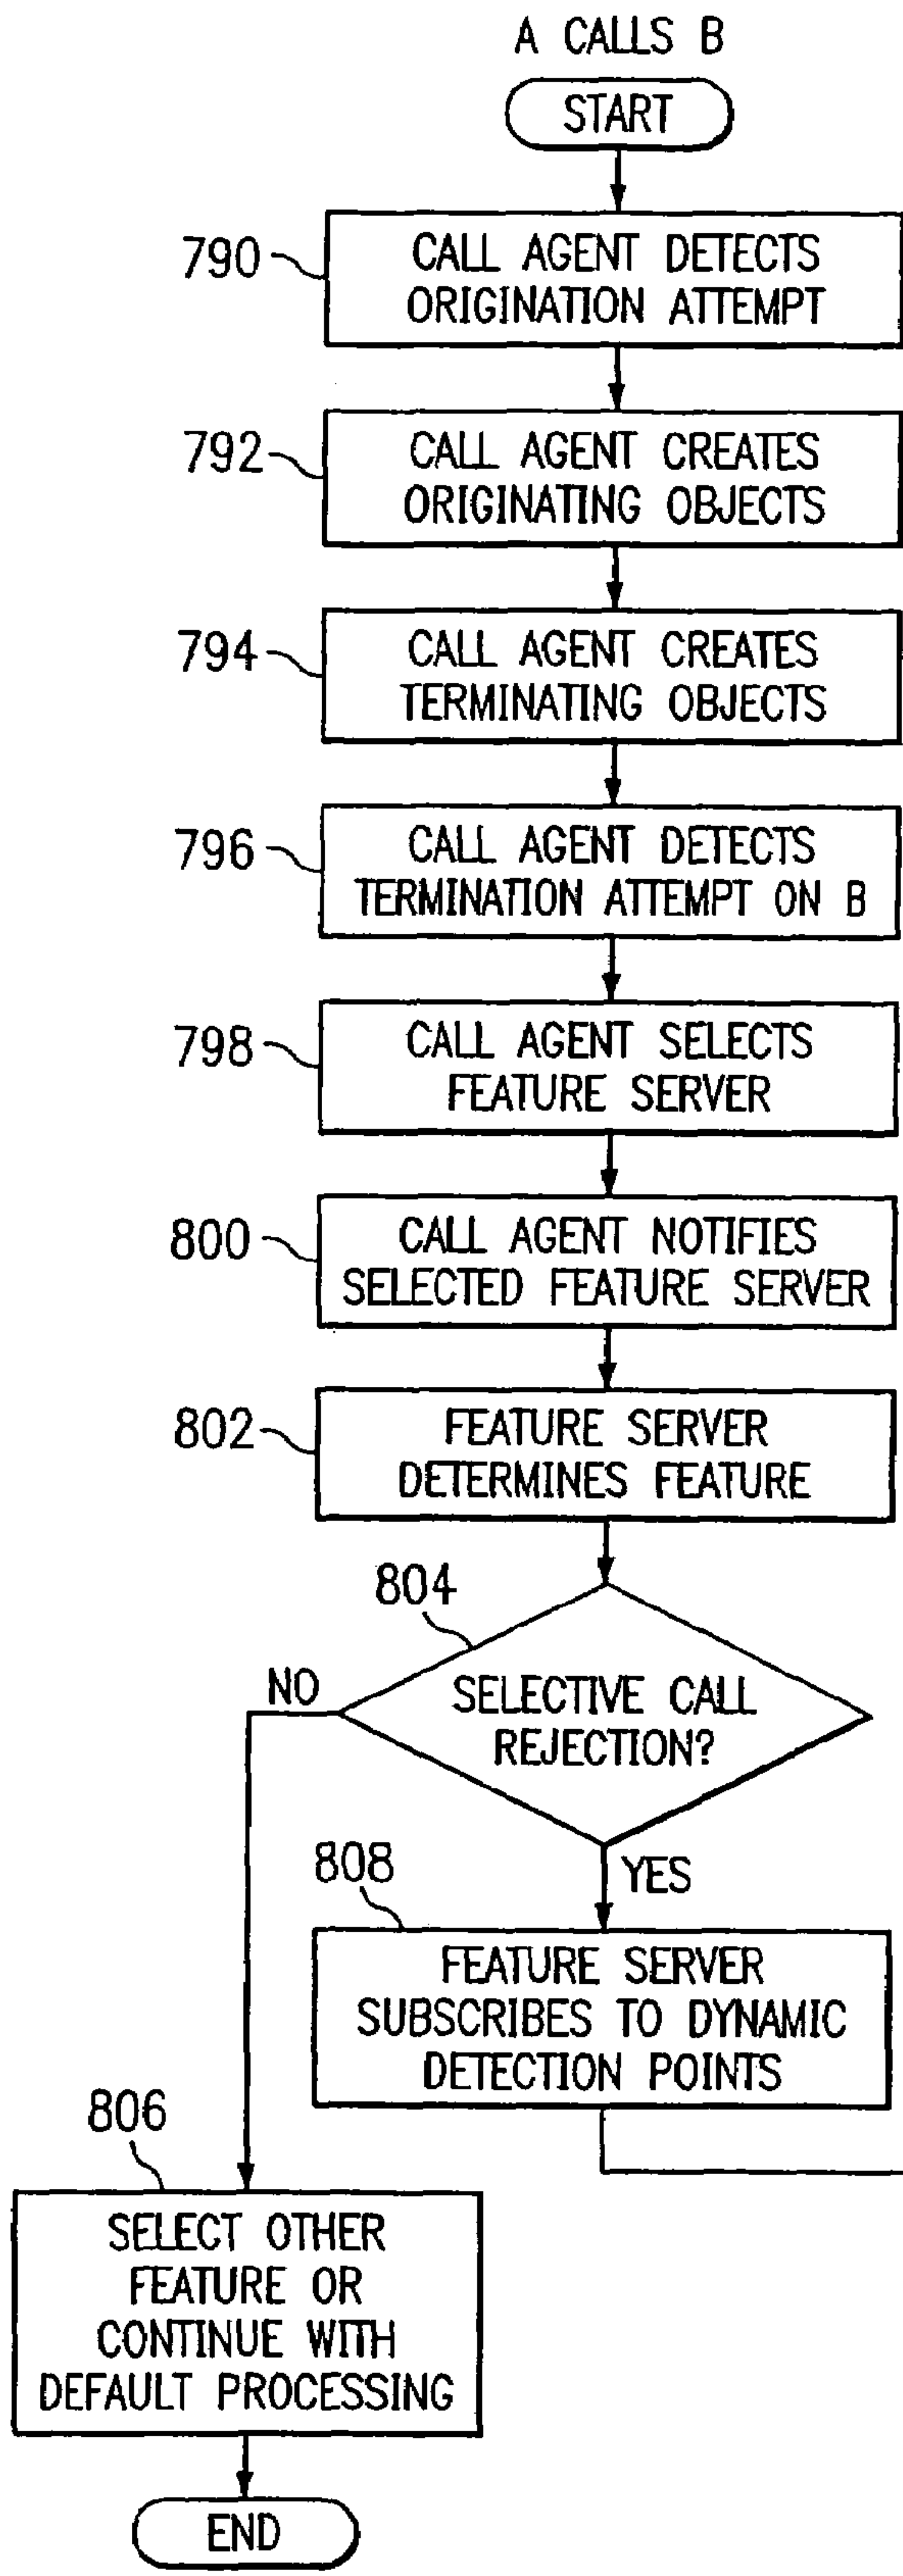 A CALLS B
START
790
CALL AGENT DETECTS
ORIGINATION ATTEMPT
792
CALL AGENT CREATES
ORIGINATING OBJECTS
794
CALL AGENT CREATES
TERMINATING OBJECTS
796
CALL AGENT DETECTS
TERMINATION ATTEMPT ON B
798
CALL AGENT SELECTS
FEATURE SERVER
800
CALL AGENT NOTIFIES
SELECTED FEATURE SERVER
802
FEATURE SERVER
DETERMINES FEATURE
804
SELECTIVE CALL
REJECTION?
NO
YES
808
FEATURE SERVER
SUBSCRIBES TO DYNAMIC
DETECTION POINTS
806
SELECT OTHER
FEATURE OR
CONTINUE WITH
DEFAULT PROCESSING
END